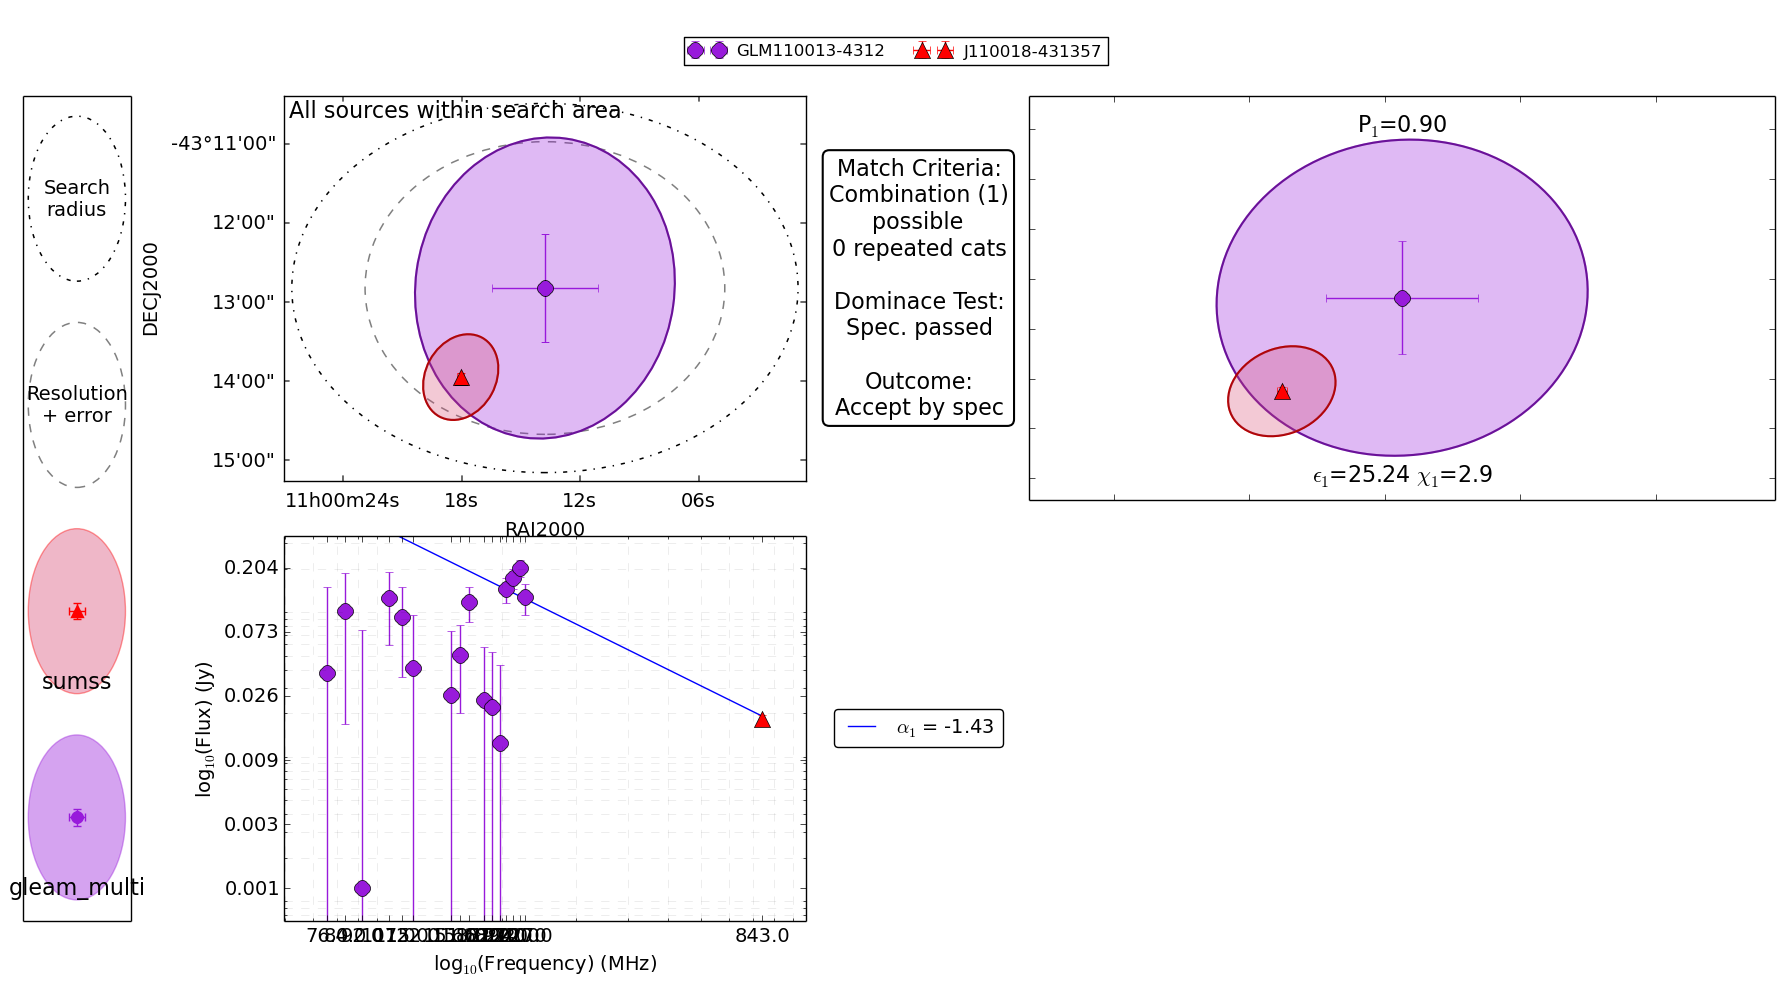 GLM110013-4312 J110018-431357
Search
radius
Resolution
+ error
sumss
gleam_multi
All sources within search area
DECJ2000
-43°11'00"
12'00"
13'00"
14'00"
15'00"
11h00m24s 18s 12s 06s
RAJ2000
Match Criteria:
Combination (1)
possible
0 repeated cats
Dominace Test:
Spec. passed
Outcome:
Accept by spec
P₁=0.90
ϵ₁=25.24 χ₁=2.9
log₁₀(Flux) (Jy)
0.204
0.073
0.026
0.009
0.003
0.001
843.0
log₁₀(Frequency) (MHz)
α₁ = -1.43